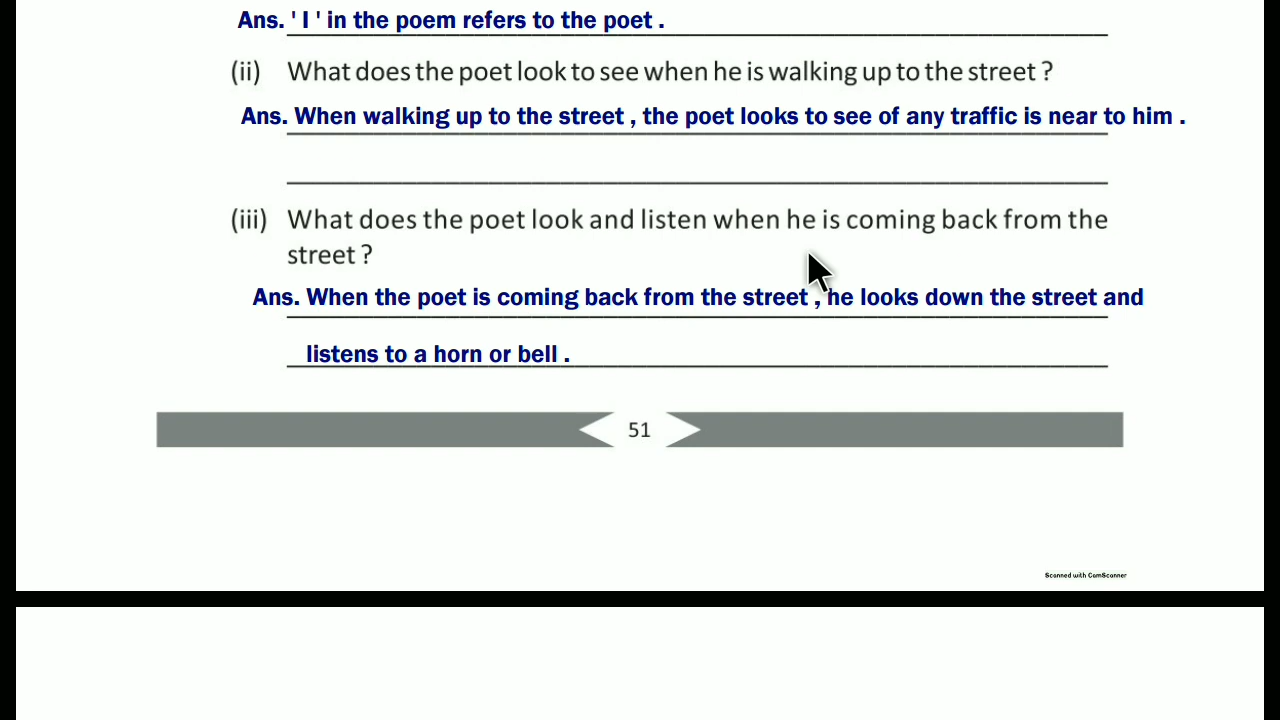 Ans. ' I ' in the poem refers to the poet .
(ii) What does the poet look to see when he is walking up to the street ?
Ans. When walking up to the street , the poet looks to see of any traffic is near to him .
(iii) What does the poet look and listen when he is coming back from the
street ?
Ans. When the poet is coming back from the street , he looks down the street and
listens to a horn or bell .
51
Scanned with CamScanner